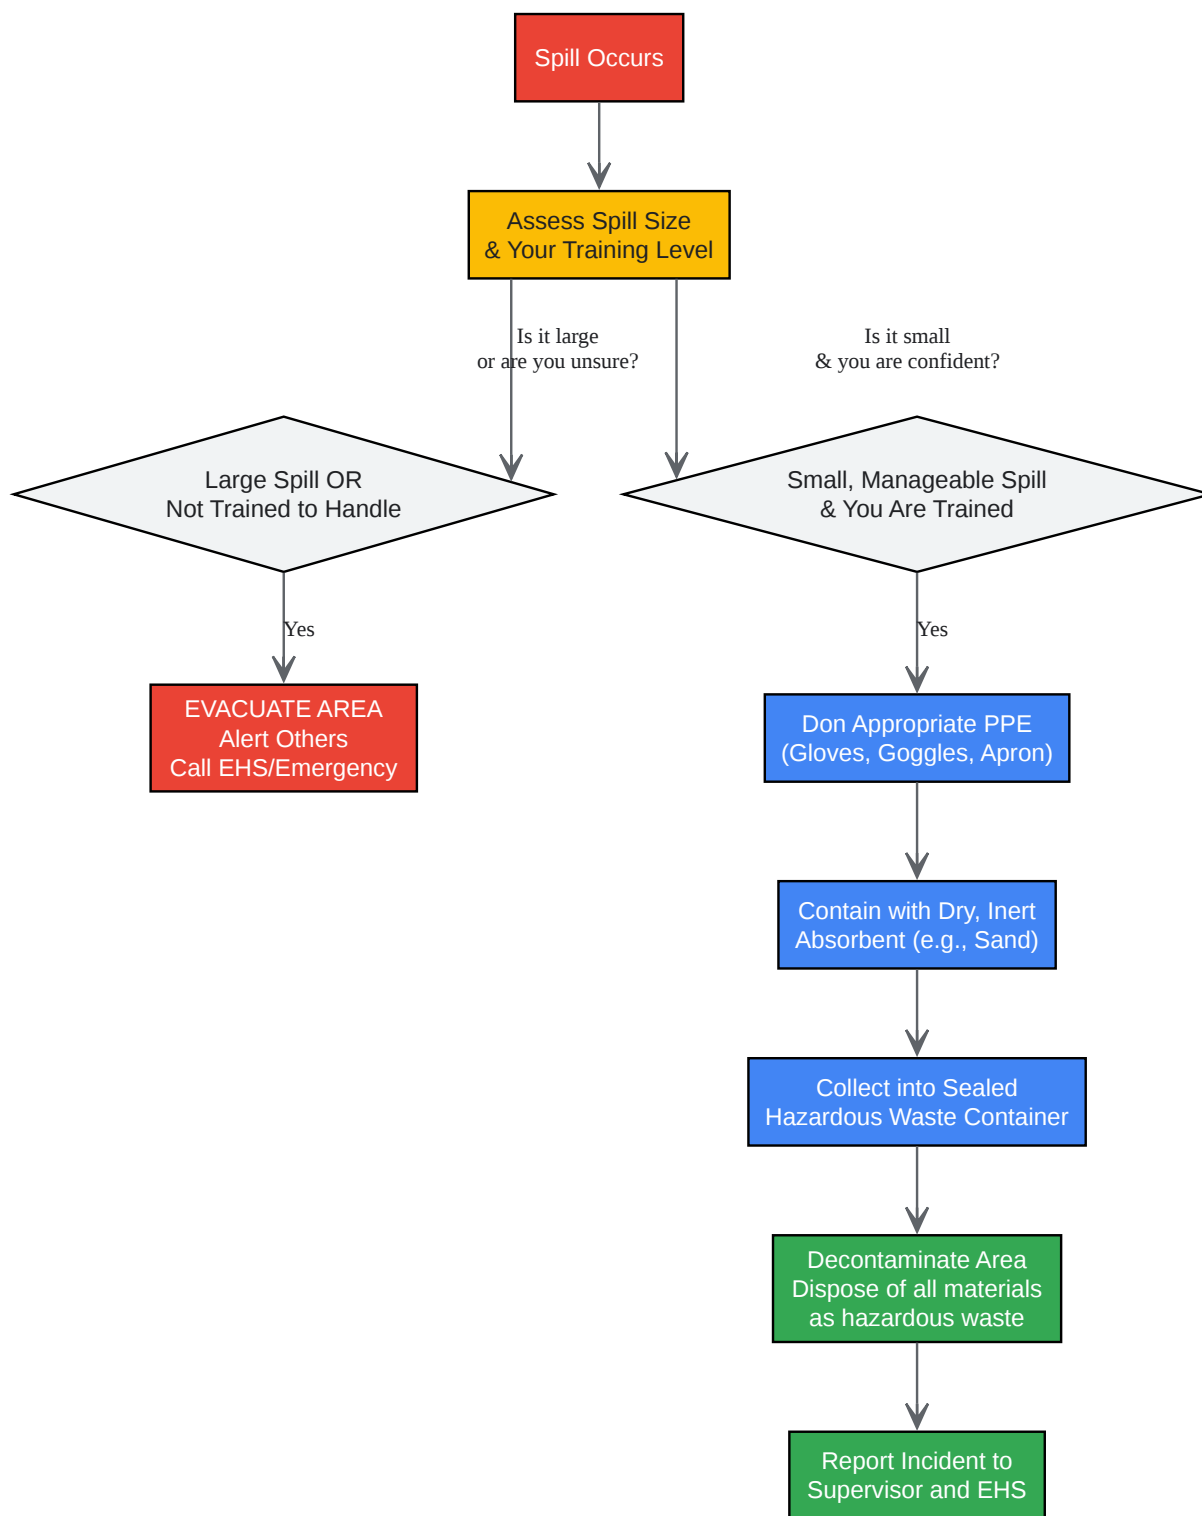 Spill Occurs
Assess Spill Size
& Your Training Level
Is it large
or are you unsure?
Is it small
& you are confident?
Large Spill OR
Not Trained to Handle
Small, Manageable Spill
& You Are Trained
Yes
Yes
EVACUATE AREA
Alert Others
Call EHS/Emergency
Don Appropriate PPE
(Gloves, Goggles, Apron)
Contain with Dry, Inert
Absorbent (e.g., Sand)
Collect into Sealed
Hazardous Waste Container
Decontaminate Area
Dispose of all materials
as hazardous waste
Report Incident to
Supervisor and EHS